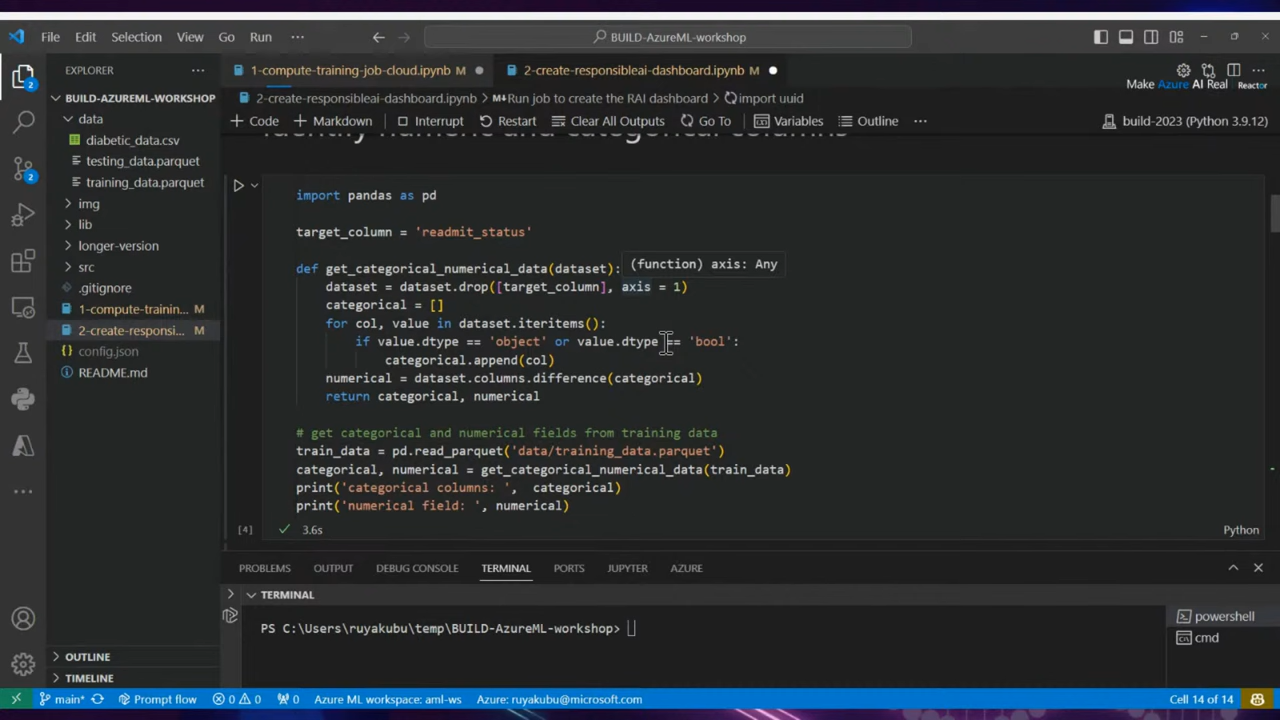 File Edit Selection View Go Run ··· BUILD-AzureML-workshop
EXPLORER ···
1-compute-training-job-cloud.ipynb M
2-create-responsibleai-dashboard.ipynb M
Make Azure AI Real Reactor
BUILD-AZUREML-WORKSHOP
2-create-responsibleai-dashboard.ipynb > M↓Run job to create the RAI dashboard > import uuid
+ Code + Markdown Interrupt Restart Clear All Outputs Go To Variables Outline ··· build-2023 (Python 3.9.12)
Identify numeric and categorical columns
2
data
diabetic_data.csv
testing_data.parquet
training_data.parquet
img
lib
longer-version
src
.gitignore
1-compute-trainin... M
2-create-responsi... M
config.json
README.md
2
···
import pandas as pd
target_column = 'readmit_status'
(function) axis: Any
def get_categorical_numerical_data(dataset):
dataset = dataset.drop([target_column], axis = 1)
categorical = []
for col, value in dataset.iteritems():
if value.dtype == 'object' or value.dtype == 'bool':
categorical.append(col)
numerical = dataset.columns.difference(categorical)
return categorical, numerical
# get categorical and numerical fields from training data
train_data = pd.read_parquet('data/training_data.parquet')
categorical, numerical = get_categorical_numerical_data(train_data)
print('categorical columns: ', categorical)
print('numerical field: ', numerical)
[4] 3.6s Python
PROBLEMS OUTPUT DEBUG CONSOLE TERMINAL PORTS JUPYTER AZURE
TERMINAL
PS C:\Users\ruyakubu\temp\BUILD-AzureML-workshop>
powershell
cmd
OUTLINE
TIMELINE
main* Prompt flow 0 0 0 Azure ML workspace: aml-ws Azure: ruyakubu@microsoft.com Cell 14 of 14